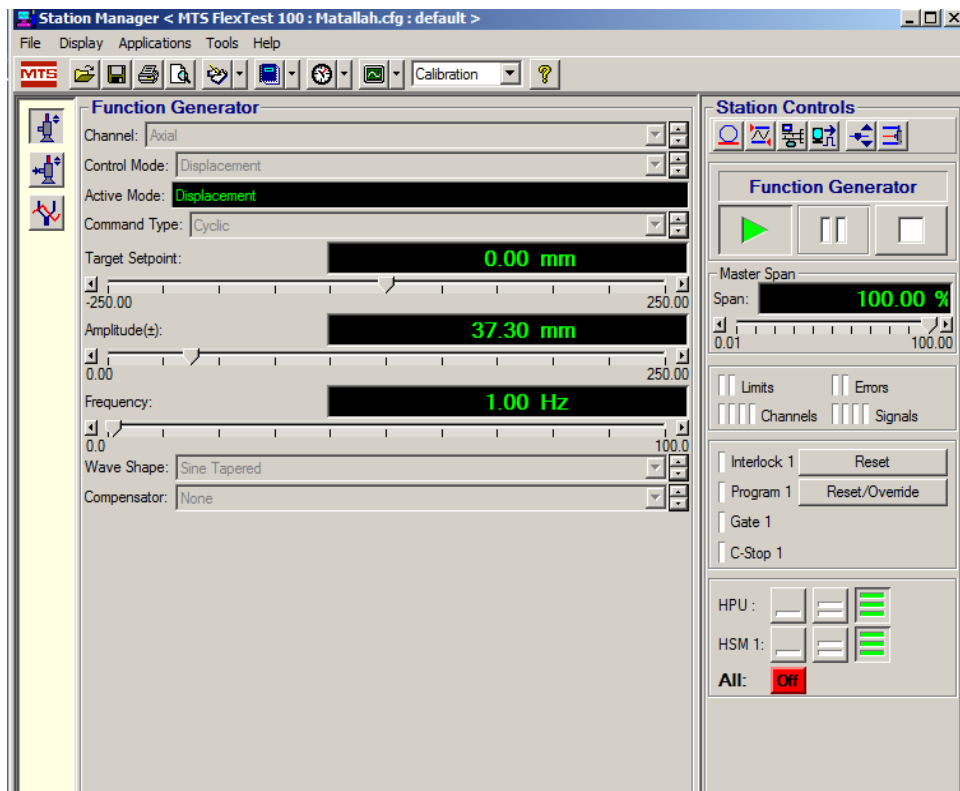 Station Manager < MTS FlexTest 100 : Matallah.cfg : default >
File Display Applications Tools Help
MTS Calibration
Function Generator
Channel: Axial
Control Mode: Displacement
Active Mode: Displacement
Command Type: Cyclic
Target Setpoint: 0.00 mm
-250.00 250.00
Amplitude(±): 37.30 mm
0.00 250.00
Frequency: 1.00 Hz
0.0 100.0
Wave Shape: Sine Tapered
Compensator: None
Station Controls
Function Generator
Master Span
Span: 100.00 %
0.01 100.00
Limits Errors
Channels Signals
Interlock 1 Reset
Program 1 Reset/Override
Gate 1
C-Stop 1
HPU :
HSM 1:
All: Off